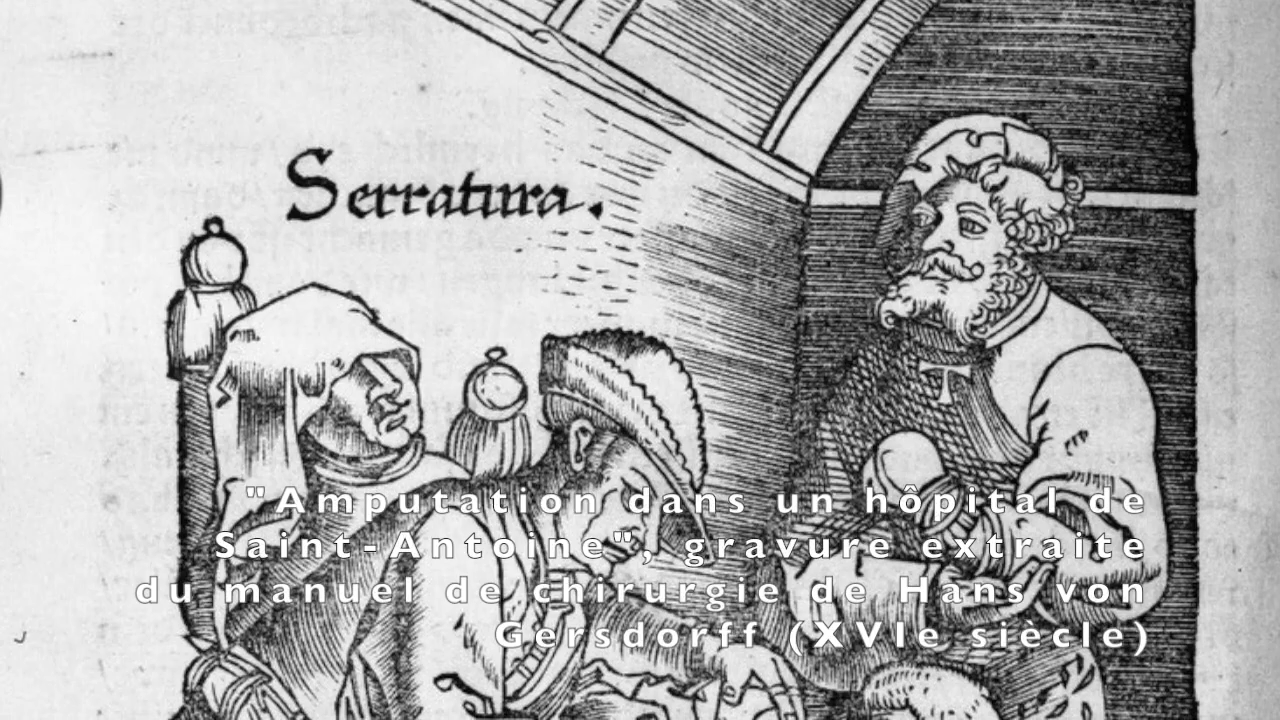 Serratura.
T
"Amputation dans un hôpital de
Saint-Antoine", gravure extraite
du manuel de chirurgie de Hans von
Gersdorff (XVIe siècle)